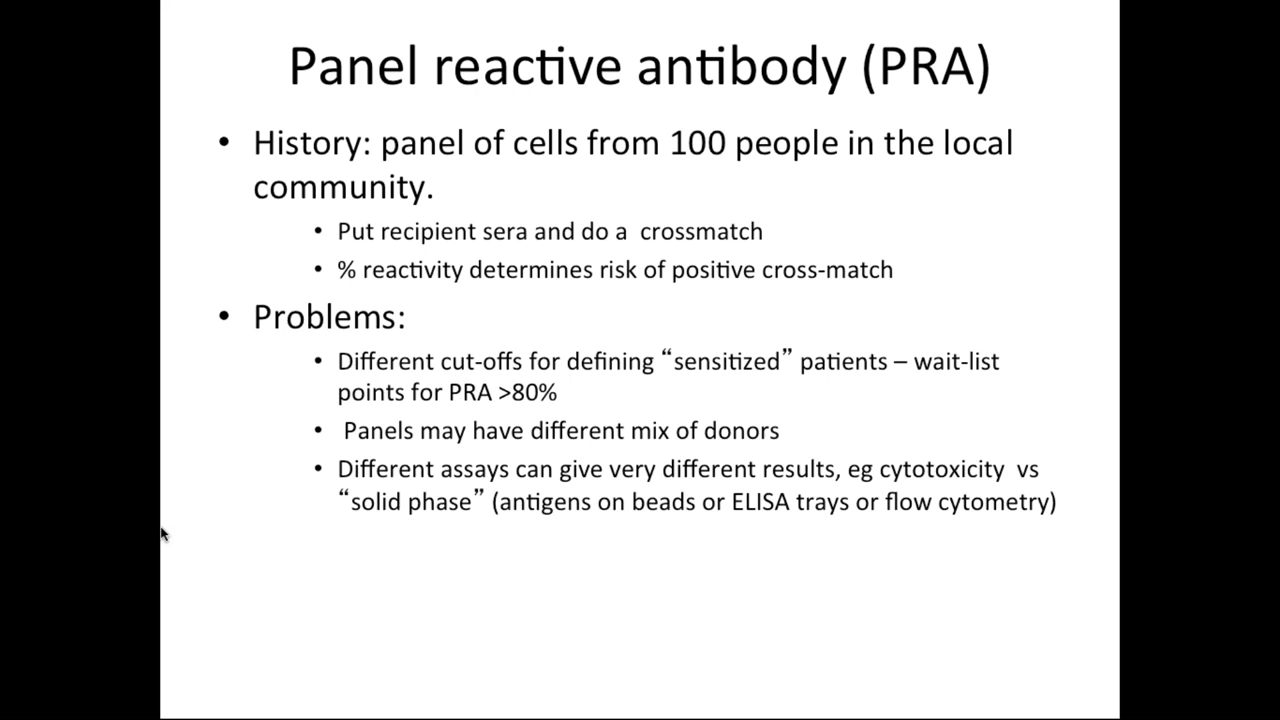 Panel reactive antibody (PRA)
• History: panel of cells from 100 people in the local
community.
• Put recipient sera and do a  crossmatch
• % reactivity determines risk of positive cross-match
• Problems:
• Different cut-offs for defining “sensitized” patients – wait-list
points for PRA >80%
•  Panels may have different mix of donors
• Different assays can give very different results, eg cytotoxicity  vs
“solid phase” (antigens on beads or ELISA trays or flow cytometry)